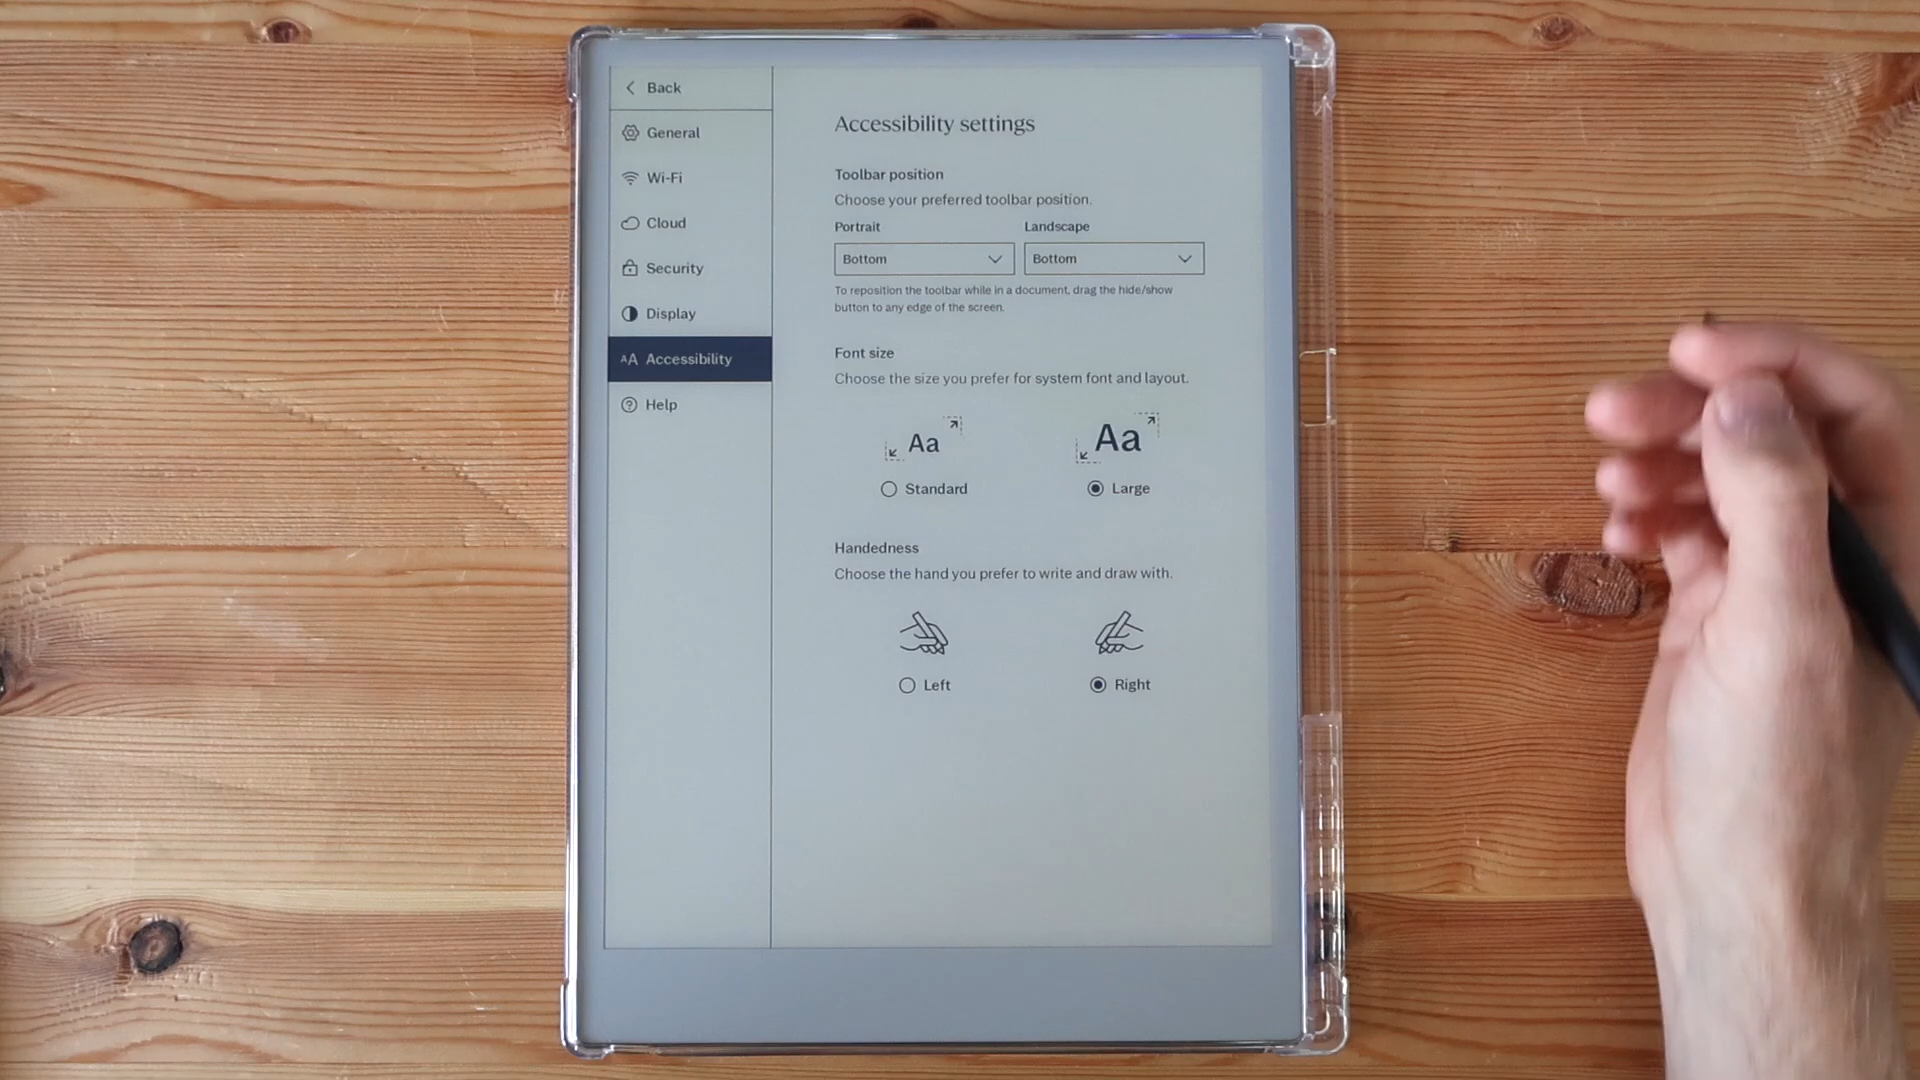 Back
General
Wi-Fi
Cloud
Security
Display
AA Accessibility
Help
Accessibility settings
Toolbar position
Choose your preferred toolbar position.
Portrait Landscape
Bottom Bottom
To reposition the toolbar while in a document, drag the hide/show
button to any edge of the screen.
Font size
Choose the size you prefer for system font and layout.
Aa Aa
Standard Large
Handedness
Choose the hand you prefer to write and draw with.
Left Right